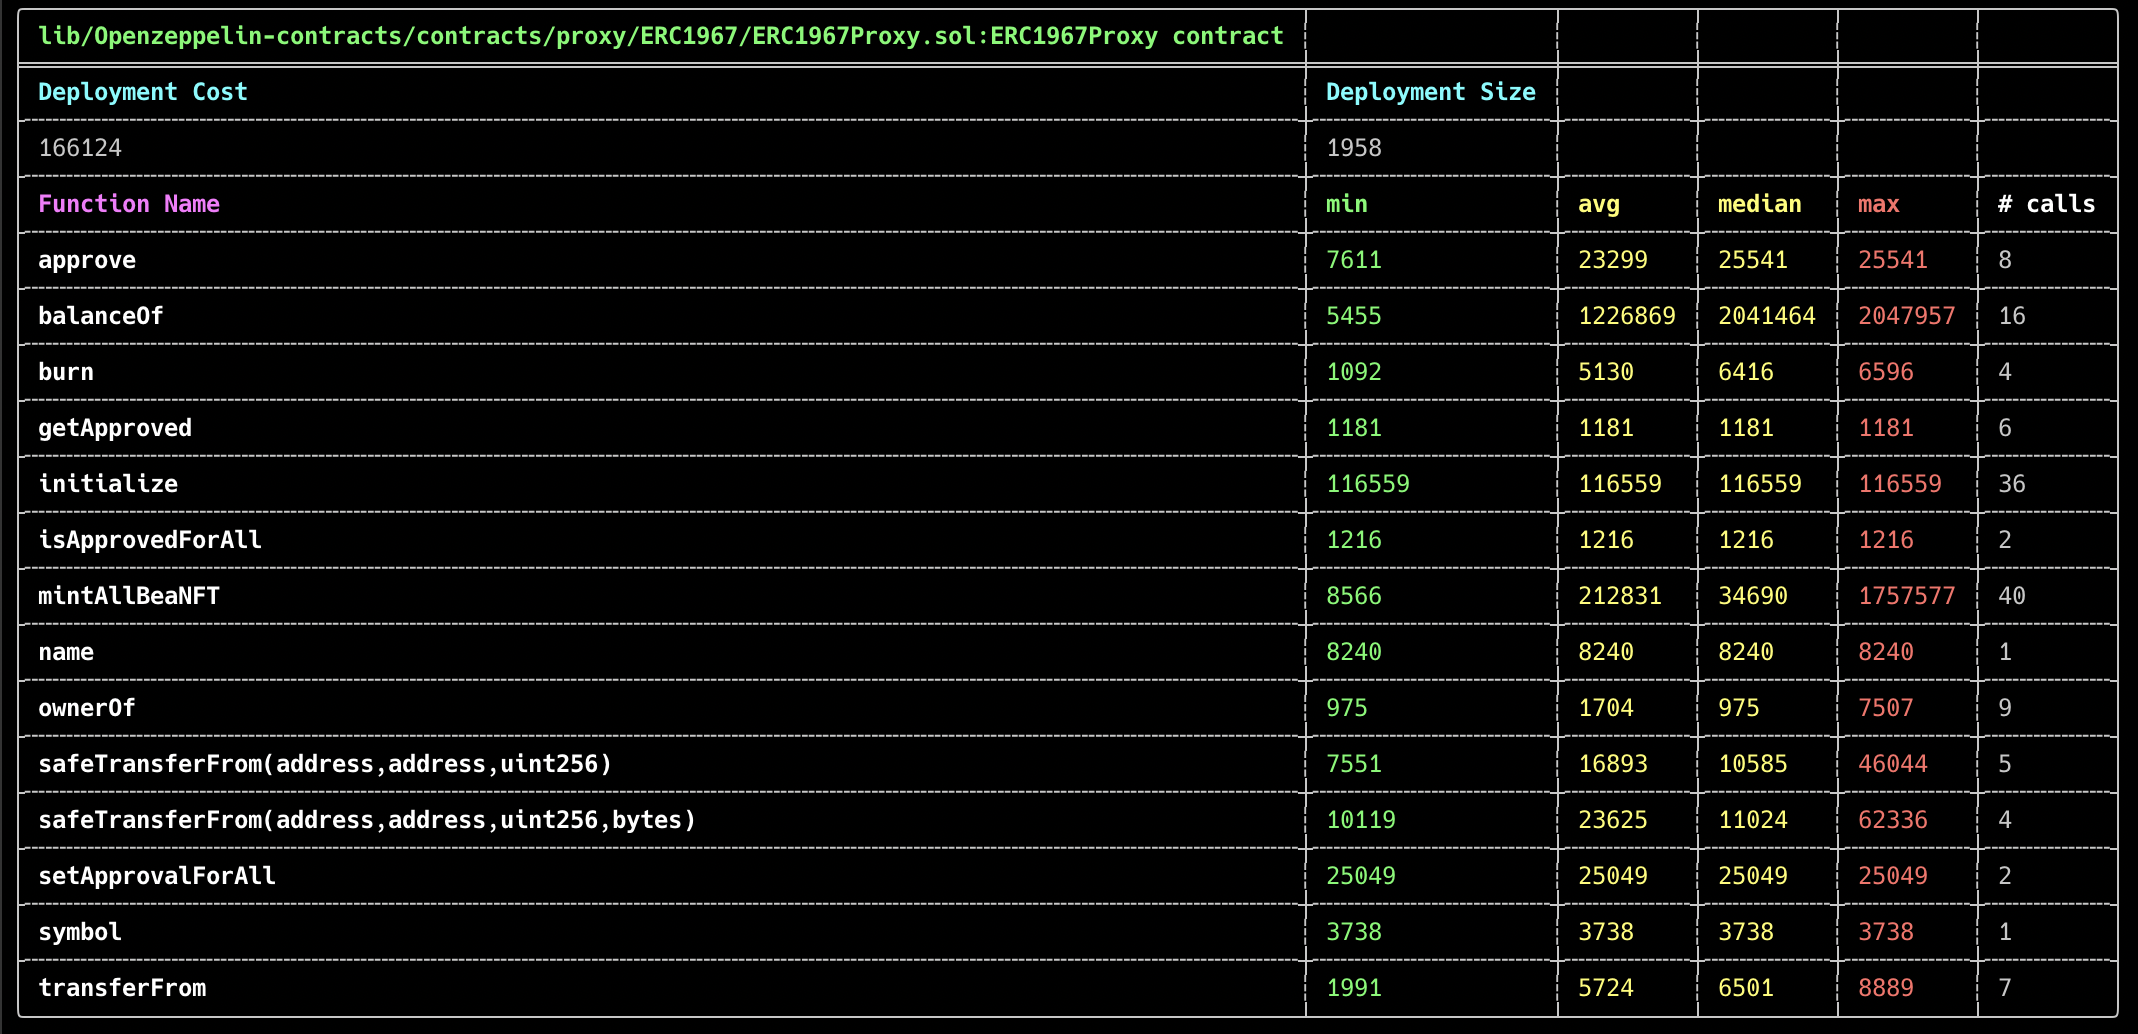 lib/Openzeppelin-contracts/contracts/proxy/ERC1967/ERC1967Proxy.sol:ERC1967Proxy contract
Deployment Cost Deployment Size
166124 1958
Function Name min avg median max # calls
approve 7611 23299 25541 25541 8
balanceOf 5455 1226869 2041464 2047957 16
burn 1092 5130 6416 6596 4
getApproved 1181 1181 1181 1181 6
initialize 116559 116559 116559 116559 36
isApprovedForAll 1216 1216 1216 1216 2
mintAllBeaNFT 8566 212831 34690 1757577 40
name 8240 8240 8240 8240 1
ownerOf 975 1704 975 7507 9
safeTransferFrom(address,address,uint256) 7551 16893 10585 46044 5
safeTransferFrom(address,address,uint256,bytes) 10119 23625 11024 62336 4
setApprovalForAll 25049 25049 25049 25049 2
symbol 3738 3738 3738 3738 1
transferFrom 1991 5724 6501 8889 7